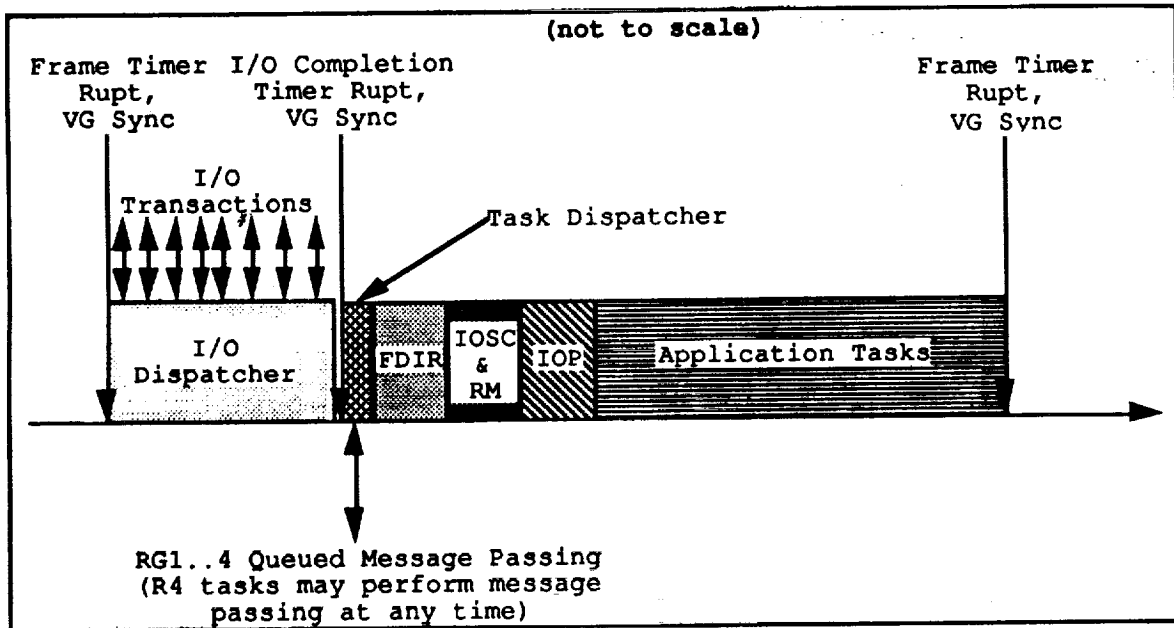 (not to scale)
Frame Timer
Rupt,
VG Sync
I/O Completion
Timer Rupt,
VG Sync
Frame Timer
Rupt,
VG Sync
I/O
Transactions
Task Dispatcher
I/O
Dispatcher
FDIR
IOSC
&
RM
IOP
Application Tasks
RG1..4 Queued Message Passing
(R4 tasks may perform message
passing at any time)